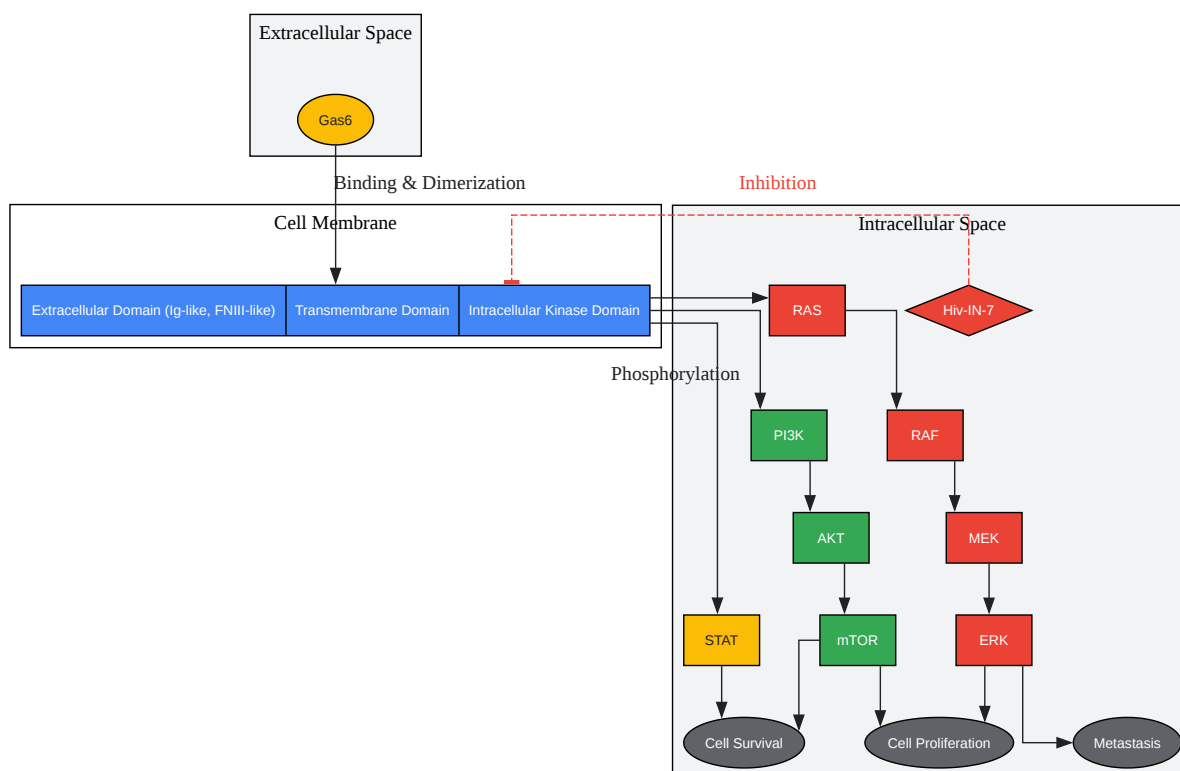 Extracellular Space
Gas6
Binding & Dimerization
Inhibition
Cell Membrane
Intracellular Space
Extracellular Domain (Ig-like, FNIII-like)
Transmembrane Domain
Intracellular Kinase Domain
RAS
Hiv-IN-7
Phosphorylation
PI3K
RAF
AKT
MEK
STAT
mTOR
ERK
Cell Survival
Cell Proliferation
Metastasis